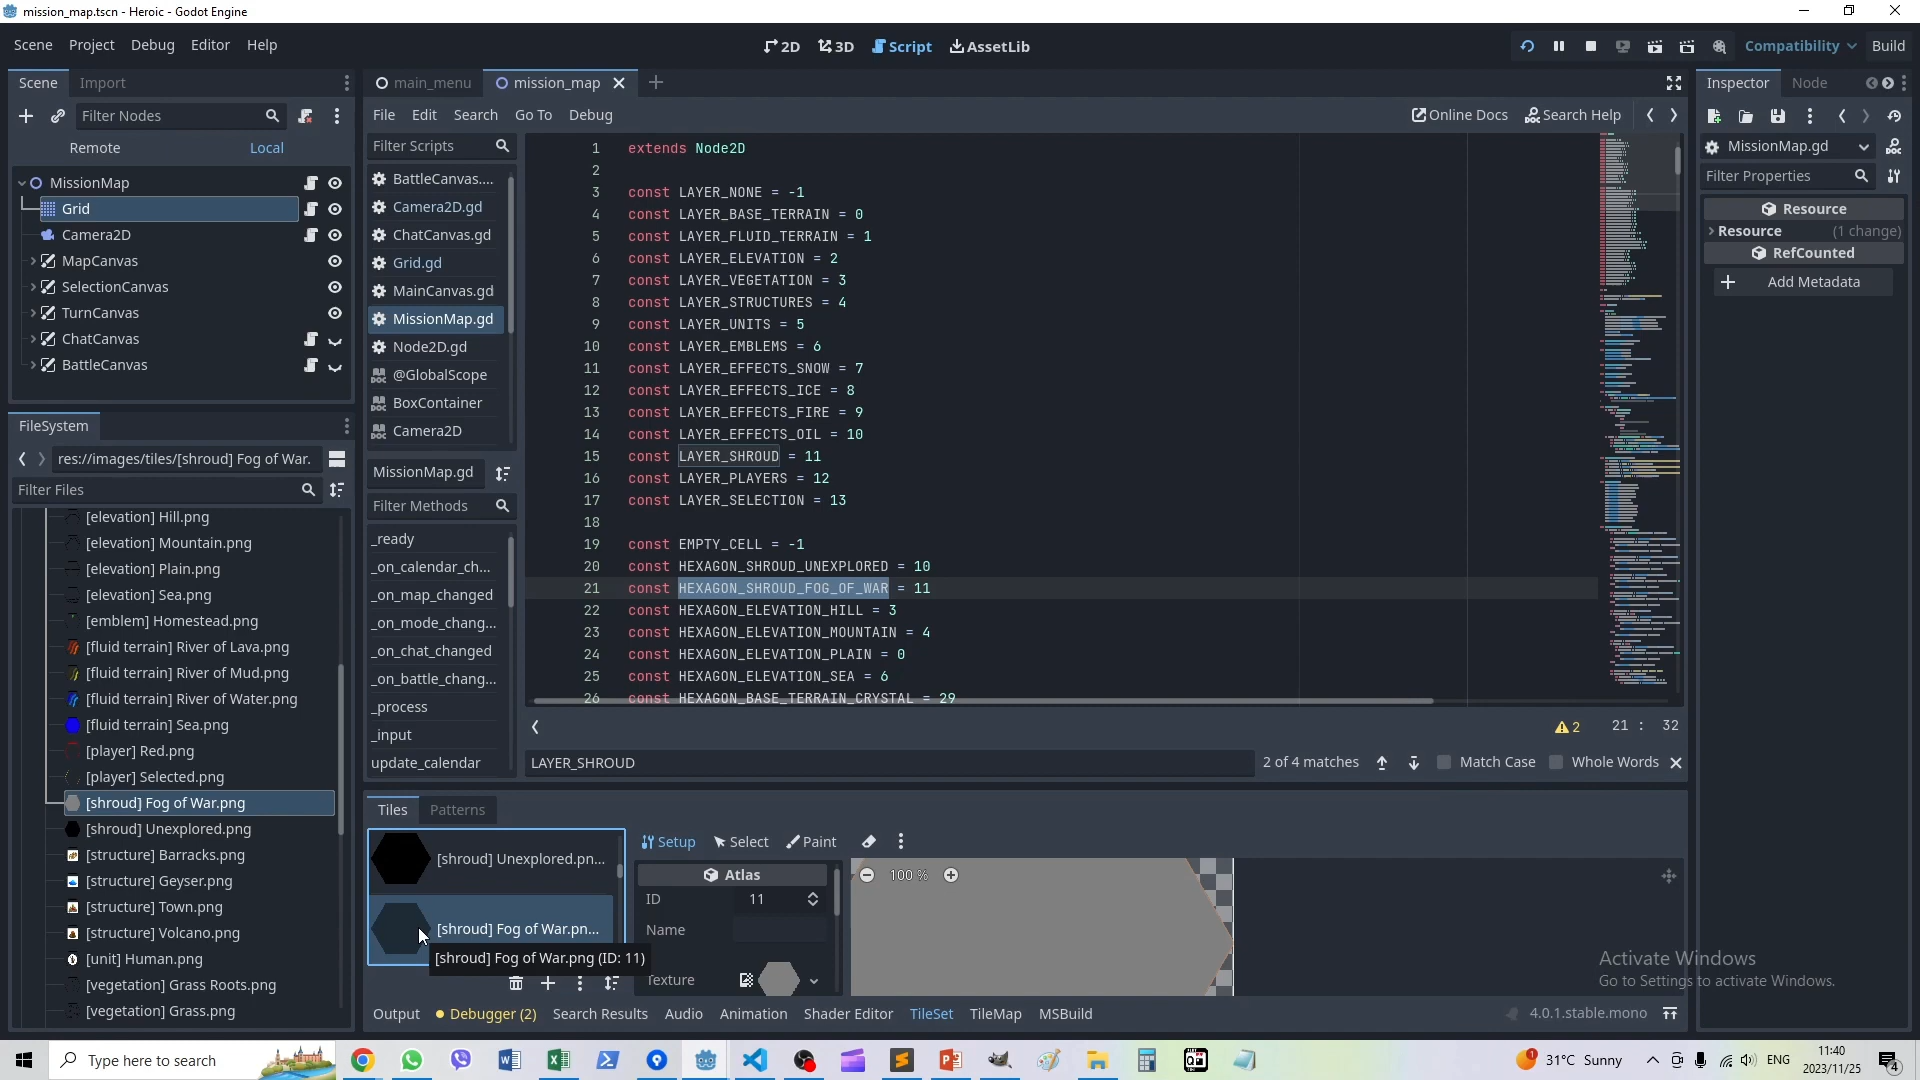 mission_map.tscn - Heroic - Godot Engine
Scene Project Debug Editor Help
2D 3D Script AssetLib
Compatibility Build
Scene Import
main_menu mission_map
Inspector Node
Filter Nodes
File Edit Search Go To Debug
Online Docs Search Help
Remote Local
Filter Scripts
MissionMap.gd
Filter Properties
MissionMap
Grid
Camera2D
MapCanvas
SelectionCanvas
TurnCanvas
ChatCanvas
BattleCanvas
BattleCanvas....
Camera2D.gd
ChatCanvas.gd
Grid.gd
MainCanvas.gd
MissionMap.gd
Node2D.gd
@GlobalScope
BoxContainer
Camera2D
MissionMap.gd
Filter Methods
_ready
_on_calendar_ch...
_on_map_changed
_on_mode_chang...
_on_chat_changed
_on_battle_chang...
_process
_input
update_calendar
1 extends Node2D
2
3 const LAYER_NONE = -1
4 const LAYER_BASE_TERRAIN = 0
5 const LAYER_FLUID_TERRAIN = 1
6 const LAYER_ELEVATION = 2
7 const LAYER_VEGETATION = 3
8 const LAYER_STRUCTURES = 4
9 const LAYER_UNITS = 5
10 const LAYER_EMBLEMS = 6
11 const LAYER_EFFECTS_SNOW = 7
12 const LAYER_EFFECTS_ICE = 8
13 const LAYER_EFFECTS_FIRE = 9
14 const LAYER_EFFECTS_OIL = 10
15 const LAYER_SHROUD = 11
16 const LAYER_PLAYERS = 12
17 const LAYER_SELECTION = 13
18
19 const EMPTY_CELL = -1
20 const HEXAGON_SHROUD_UNEXPLORED = 10
21 const HEXAGON_SHROUD_FOG_OF_WAR = 11
22 const HEXAGON_ELEVATION_HILL = 3
23 const HEXAGON_ELEVATION_MOUNTAIN = 4
24 const HEXAGON_ELEVATION_PLAIN = 0
25 const HEXAGON_ELEVATION_SEA = 6
26 const HEXAGON_BASE_TERRAIN_CRYSTAL = 29
2 21 : 32
LAYER_SHROUD 2 of 4 matches Match Case Whole Words
Resource
Resource (1 change)
RefCounted
Add Metadata
FileSystem
res://images/tiles/[shroud] Fog of War.
Filter Files
[elevation] Hill.png
[elevation] Mountain.png
[elevation] Plain.png
[elevation] Sea.png
[emblem] Homestead.png
[fluid terrain] River of Lava.png
[fluid terrain] River of Mud.png
[fluid terrain] River of Water.png
[fluid terrain] Sea.png
[player] Red.png
[player] Selected.png
[shroud] Fog of War.png
[shroud] Unexplored.png
[structure] Barracks.png
[structure] Geyser.png
[structure] Town.png
[structure] Volcano.png
[unit] Human.png
[vegetation] Grass Roots.png
[vegetation] Grass.png
Tiles Patterns
[shroud] Unexplored.pn...
[shroud] Fog of War.pn...
[shroud] Fog of War.png (ID: 11)
Setup Select Paint
Atlas
ID 11
Name
Texture
100 %
Activate Windows
Go to Settings to activate Windows.
Output Debugger (2) Search Results Audio Animation Shader Editor TileSet TileMap MSBuild
4.0.1.stable.mono
Type here to search
31°C Sunny
ENG
11:40
2023/11/25
4